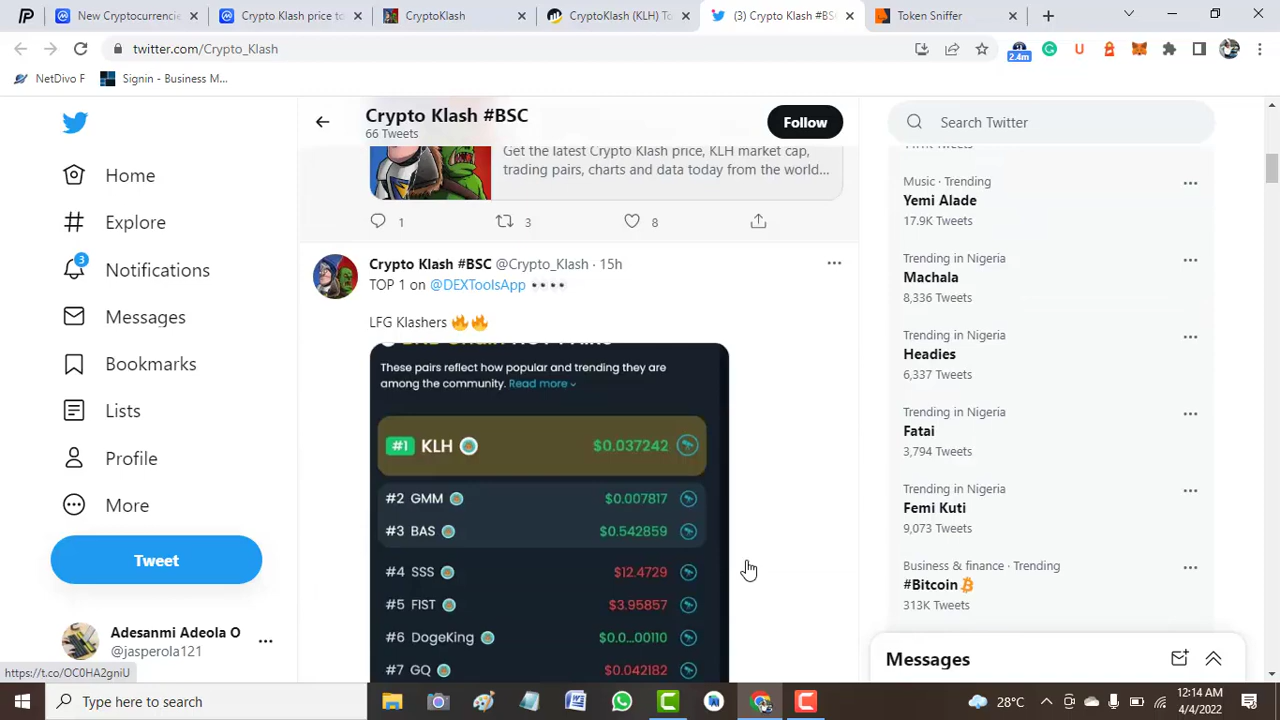 New Cryptocurrenci
Crypto Klash price to
CryptoKlash
CryptoKlash (KLH) To
(3) Crypto Klash #BS
Token Sniffer
twitter.com/Crypto_Klash
2.4m
NetDivo F
Signin - Business M...
Crypto Klash #BSC
66 Tweets
Follow
Search Twitter
Home
Explore
3
Notifications
Messages
Bookmarks
Lists
Profile
More
Tweet
Adesanmi Adeola O
@jasperola121
https://t.co/OC0HA2gniU
Get the latest Crypto Klash price, KLH market cap,
trading pairs, charts and data today from the world...
1 3 8
Crypto Klash #BSC @Crypto_Klash · 15h
TOP 1 on @DEXToolsApp 👀👀
LFG Klashers 🔥🔥
These pairs reflect how popular and trending they are
among the community. Read more
#1 KLH $0.037242
#2 GMM $0.007817
#3 BAS $0.542859
#4 SSS $12.4729
#5 FIST $3.95857
#6 DogeKing $0.0...00110
#7 GQ $0.042182
Music · Trending
Yemi Alade
17.9K Tweets
Trending in Nigeria
Machala
8,336 Tweets
Trending in Nigeria
Headies
6,337 Tweets
Trending in Nigeria
Fatai
3,794 Tweets
Trending in Nigeria
Femi Kuti
9,073 Tweets
Business & finance · Trending
#Bitcoin
313K Tweets
Messages
Type here to search
28°C
12:14 AM
4/4/2022